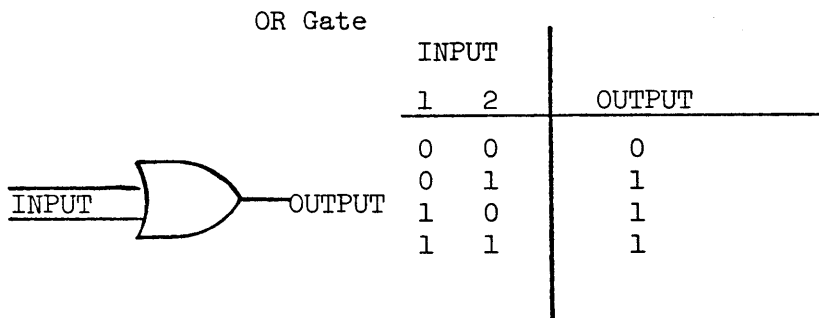 OR Gate
INPUT
1 2 OUTPUT
0 0 0
0 1 1
1 0 1
1 1 1
INPUT OUTPUT